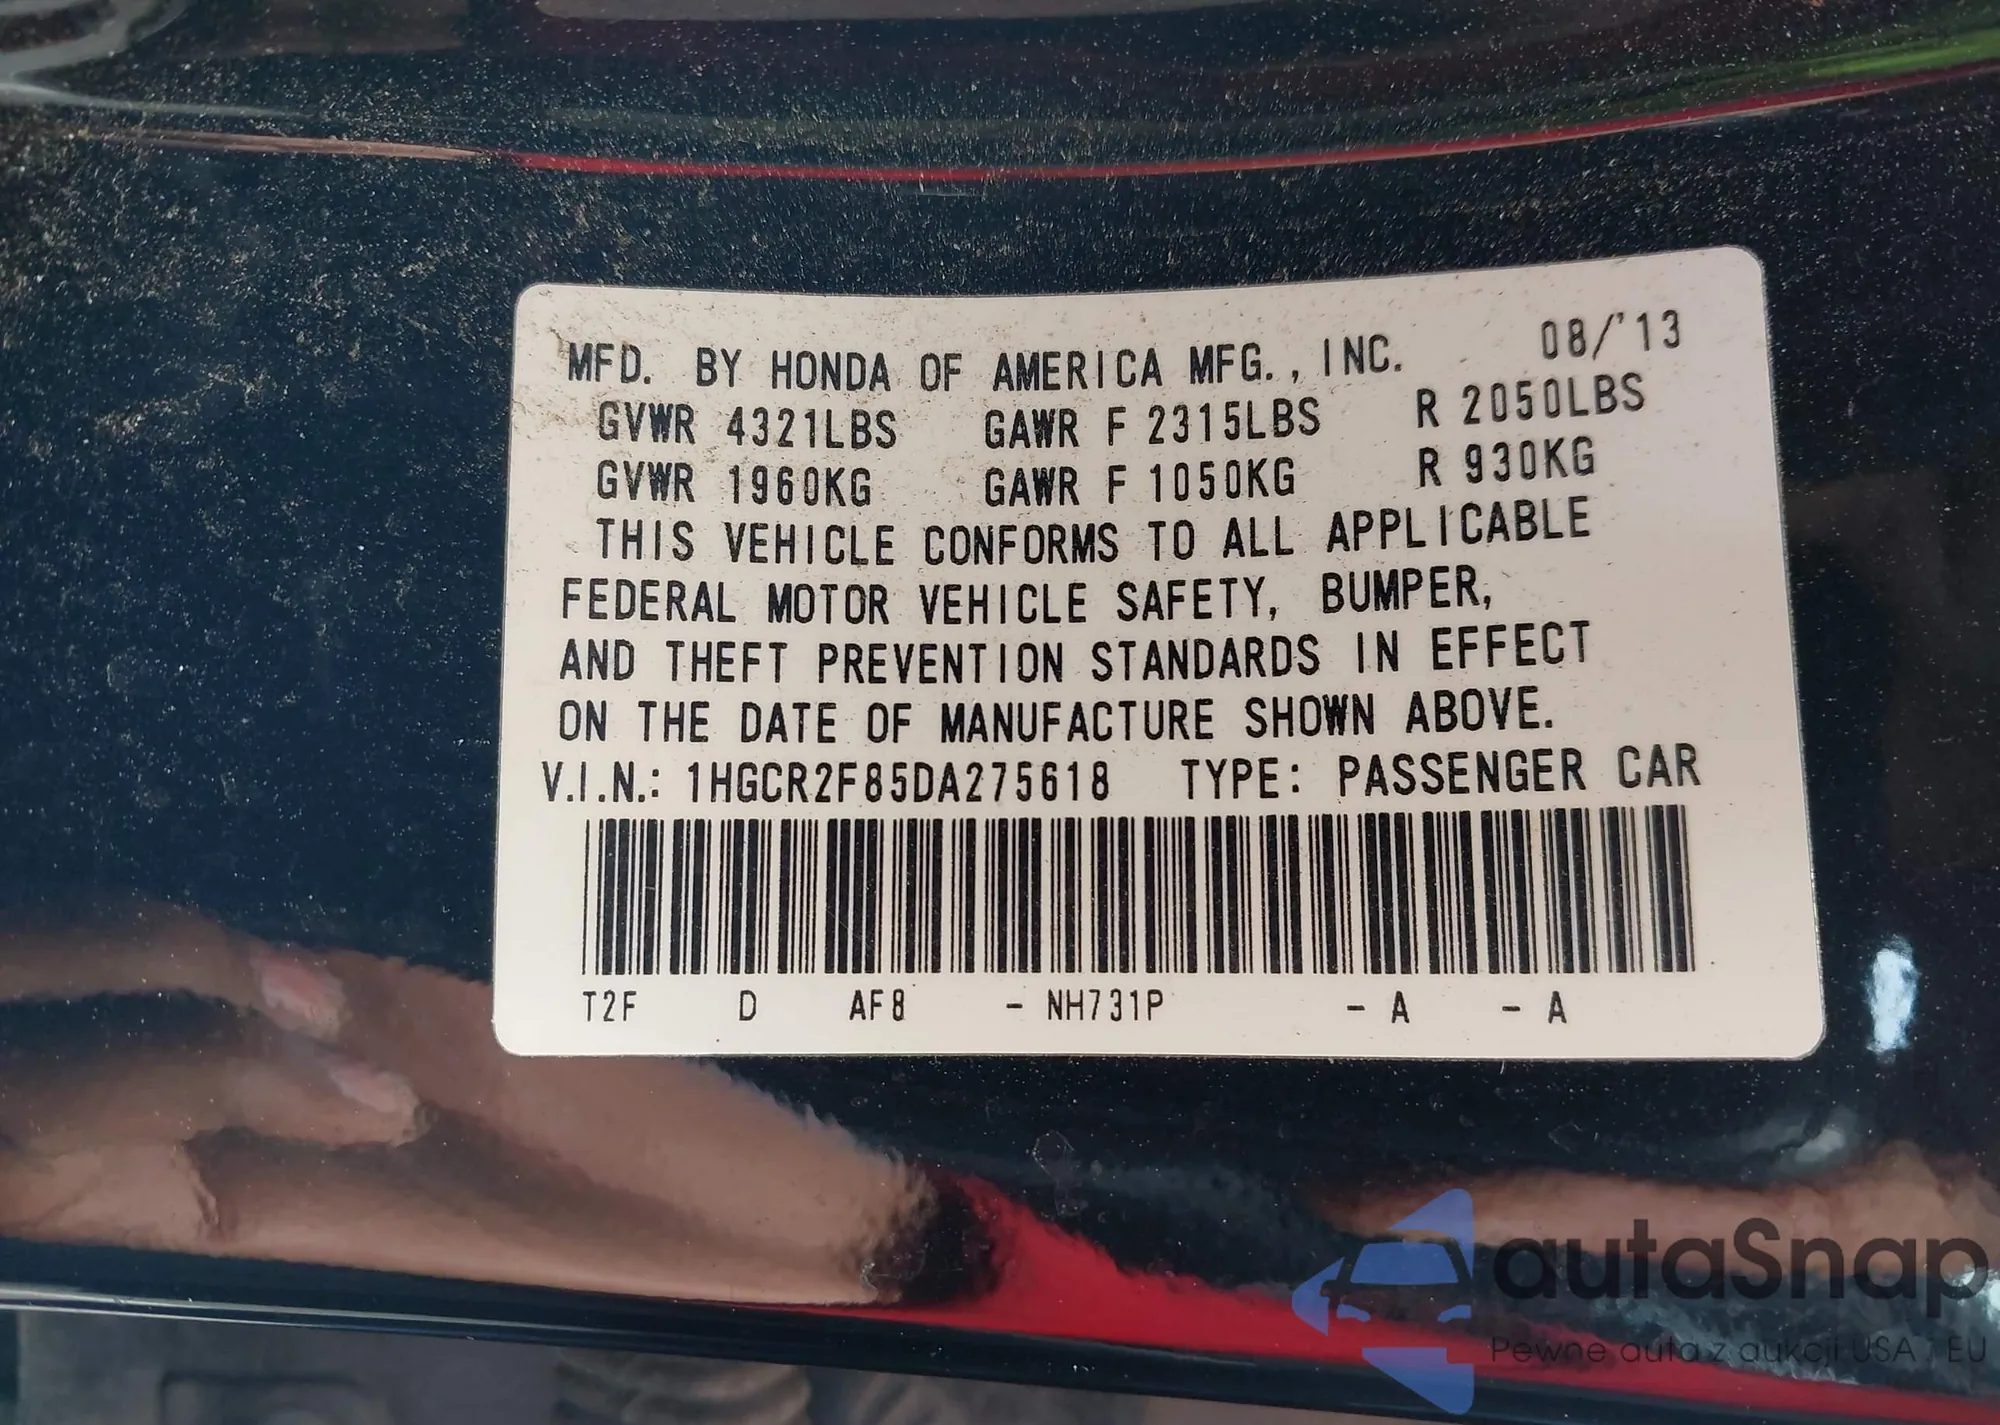 MFD. BY HONDA OF AMERICA MFG., INC. 08/'13
GVWR 4321LBS GAWR F 2315LBS R 2050LBS
GVWR 1960KG GAWR F 1050KG R 930KG
THIS VEHICLE CONFORMS TO ALL APPLICABLE
FEDERAL MOTOR VEHICLE SAFETY, BUMPER,
AND THEFT PREVENTION STANDARDS IN EFFECT
ON THE DATE OF MANUFACTURE SHOWN ABOVE.
V.I.N.: 1HGCR2F85DA275618 TYPE: PASSENGER CAR
T2F D AF8 - NH731P - A - A
autaSnap
Pewne auta z aukcji USA i EU